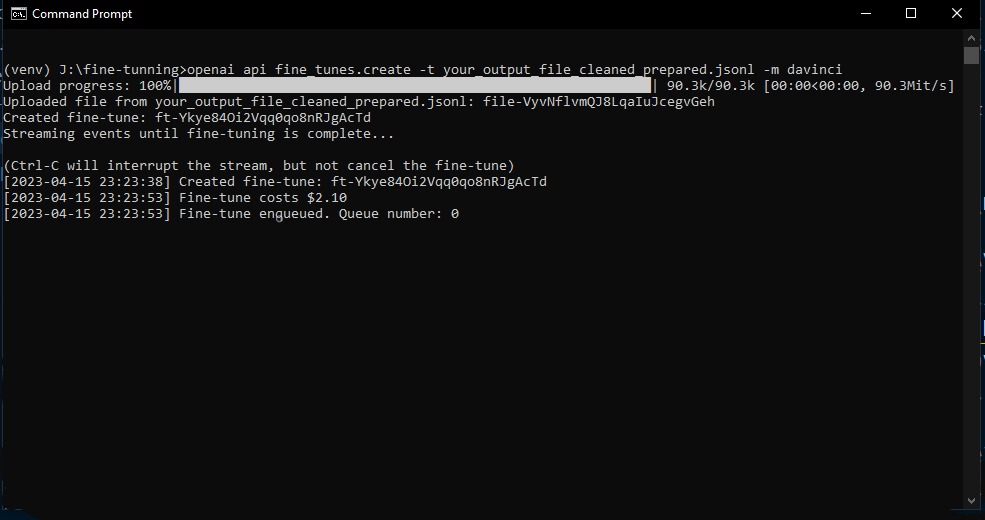 Command Prompt
(venv) J:\fine-tunning>openai api fine_tunes.create -t your_output_file_cleaned_prepared.jsonl -m davinci
Upload progress: 100%|| 90.3k/90.3k [00:00<00:00, 90.3Mit/s]
Uploaded file from your_output_file_cleaned_prepared.jsonl: file-VyvNflvmQJ8LqaIuJcegvGeh
Created fine-tune: ft-Ykye84Oi2Vqq0qo8nRJgAcTd
Streaming events until fine-tuning is complete...
(Ctrl-C will interrupt the stream, but not cancel the fine-tune)
[2023-04-15 23:23:38] Created fine-tune: ft-Ykye84Oi2Vqq0qo8nRJgAcTd
[2023-04-15 23:23:53] Fine-tune costs $2.10
[2023-04-15 23:23:53] Fine-tune enqueued. Queue number: 0